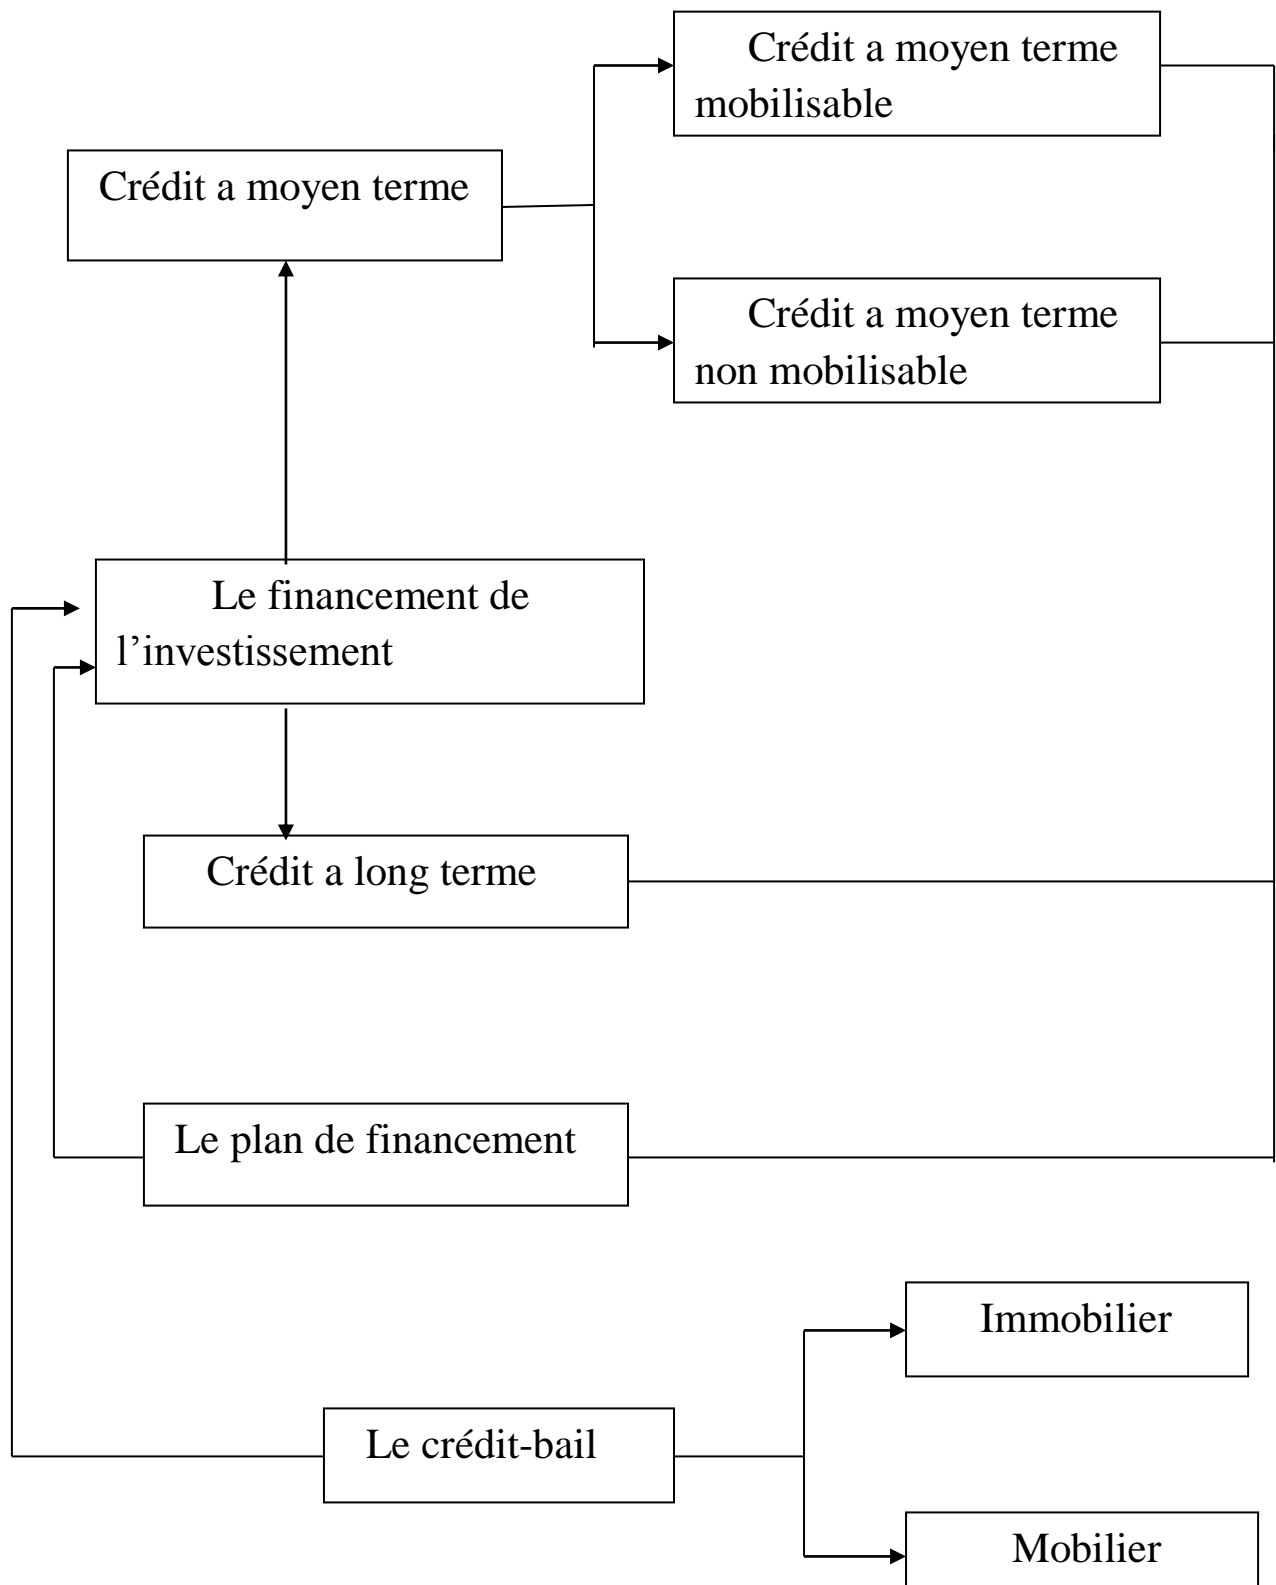 Crédit a moyen terme
mobilisable
Crédit a moyen terme
Crédit a moyen terme
non mobilisable
Le financement de
l’investissement
Crédit a long terme
Le plan de financement
Immobilier
Le crédit-bail
Mobilier